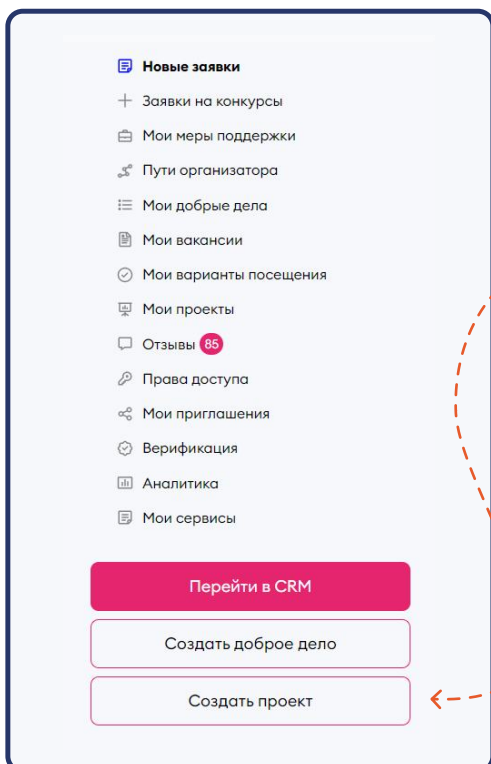 Новые заявки
Заявки на конкурсы
Мои меры поддержки
Пути организатора
Мои добрые дела
Мои вакансии
Мои варианты посещения
Мои проекты
Отзывы 85
Права доступа
Мои приглашения
Верификация
Аналитика
Мои сервисы
Перейти в CRM
Создать доброе дело
Создать проект